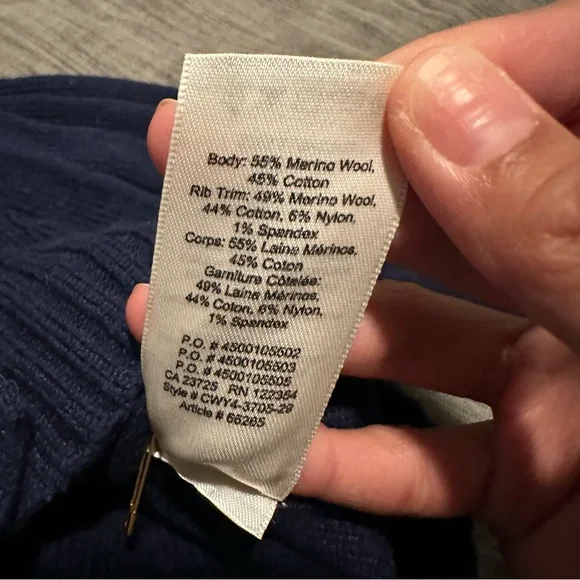 Body: 55% Merino Wool,
45% Cotton
Rib Trim: 49% Merino Wool,
44% Cotton, 6% Nylon,
1% Spandex
Corps: 55% Laine Mérinos,
45% Coton
Garniture Côtelée:
49% Laine Mérinos,
44% Coton, 6% Nylon,
1% Spandex
P.O. # 4500105502
P.O. # 4500105503
P.O. # 4500105505
CA 23725 RN 122364
Style # CWY4-3705-29
Article # 65265